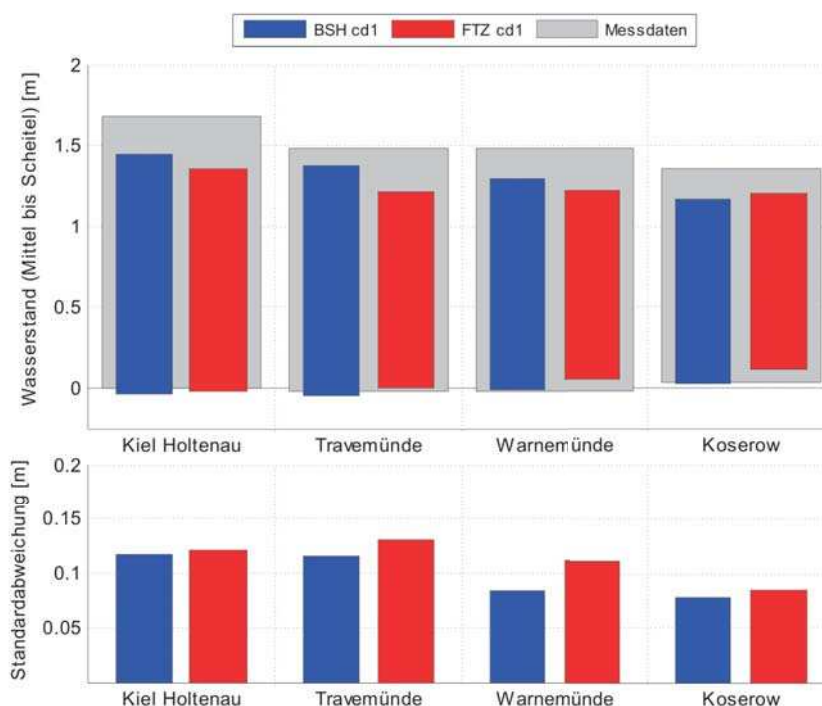 BSH cd1 FTZ cd1 Messdaten
Wasserstand (Mittel bis Scheitel) [m]
2
1.5
1
0.5
0
Kiel Holtenau Travemünde Warnemünde Koserow
Standardabweichung [m]
0.2
0.15
0.1
0.05
Kiel Holtenau Travemünde Warnemünde Koserow